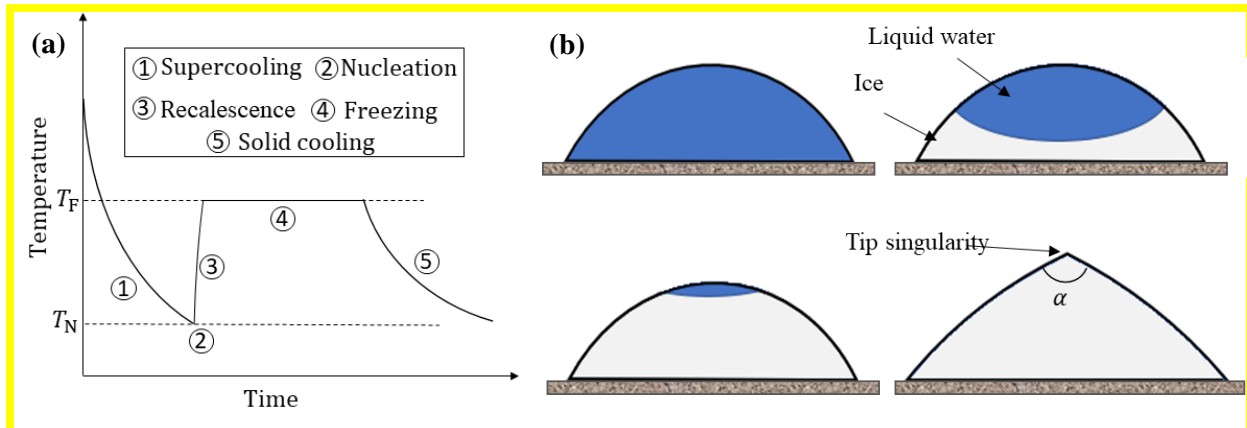 (a)
① Supercooling ② Nucleation
③ Recalescence ④ Freezing
⑤ Solid cooling
Temperature
T_F
T_N
①
②
③
④
⑤
Time
(b)
Liquid water
Ice
Tip singularity
α